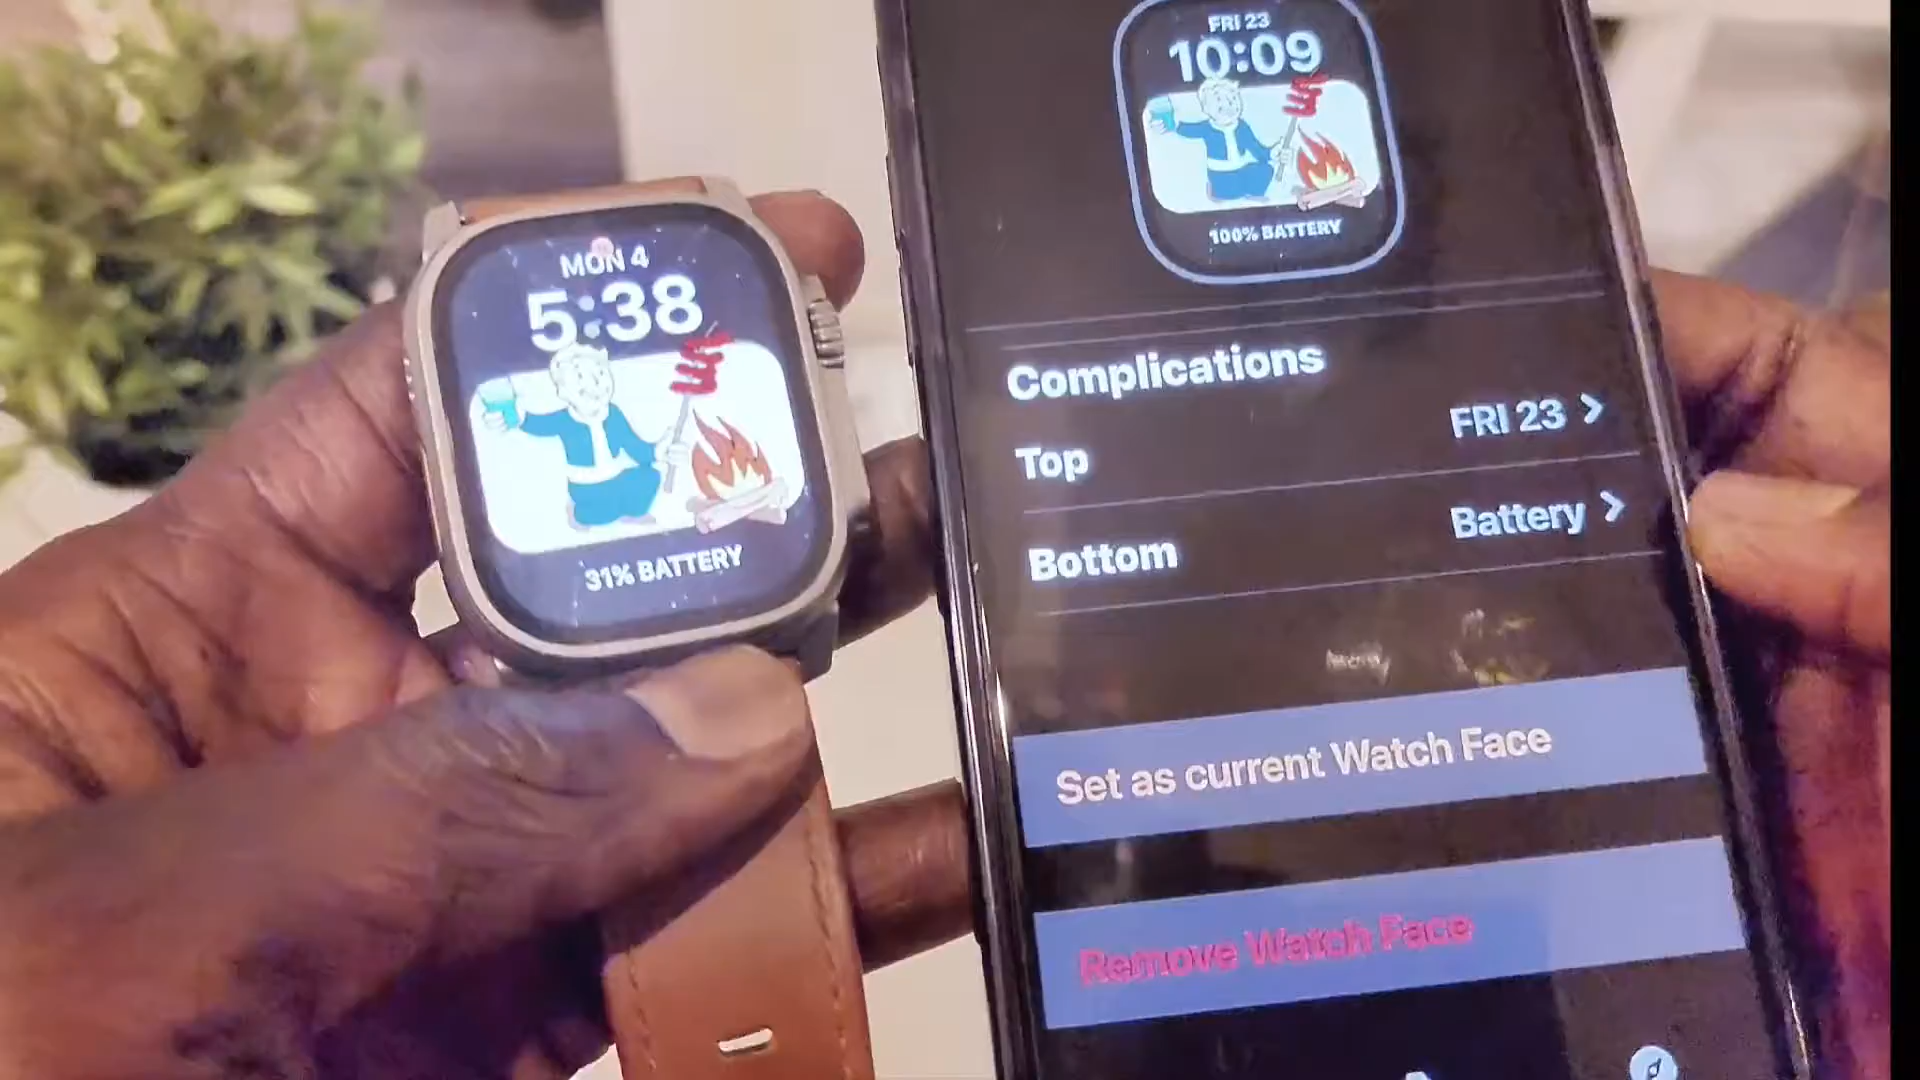 MON 4
5:38
31% BATTERY
FRI 23
10:09
100% BATTERY
Complications
Top
FRI 23
Bottom
Battery
Set as current Watch Face
Remove Watch Face